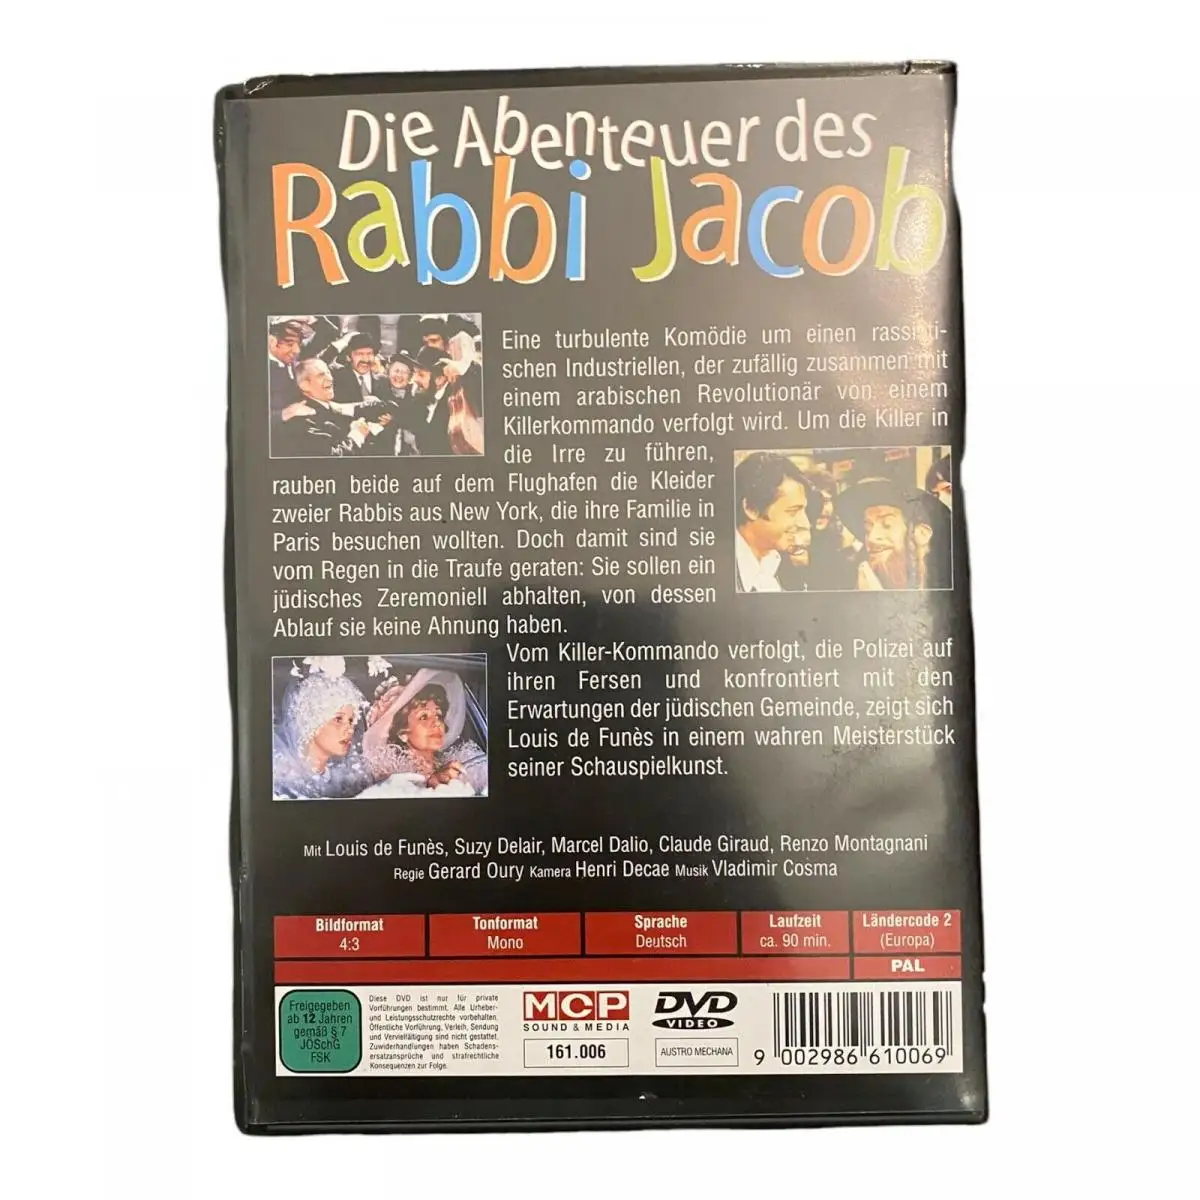 Die Abenteuer des
Rabbi Jacob
Eine turbulente Komödie um einen rassisti-
schen Industriellen, der zufällig zusammen mit
einem arabischen Revolutionär von einem
Killerkommando verfolgt wird. Um die Killer in
die Irre zu führen,
rauben beide auf dem Flughafen die Kleider
zweier Rabbis aus New York, die ihre Familie in
Paris besuchen wollten. Doch damit sind sie
vom Regen in die Traufe geraten: Sie sollen ein
jüdisches Zeremoniell abhalten, von dessen
Ablauf sie keine Ahnung haben.
Vom Killer-Kommando verfolgt, die Polizei auf
ihren Fersen und konfrontiert mit den
Erwartungen der jüdischen Gemeinde, zeigt sich
Louis de Funès in einem wahren Meisterstück
seiner Schauspielkunst.
Mit Louis de Funès, Suzy Delair, Marcel Dalio, Claude Giraud, Renzo Montagnani
Regie Gerard Oury Kamera Henri Decae Musik Vladimir Cosma
Bildformat
4:3
Tonformat
Mono
Sprache
Deutsch
Laufzeit
ca. 90 min.
Ländercode 2
(Europa)
PAL
Freigegeben
ab 12 Jahren
gemäß § 7
JÖSchG
FSK
Diese DVD ist nur für private
Vorführungen bestimmt. Alle Urheber-
und Leistungsschutzrechte vorbehalten.
Öffentliche Vorführung, Verleih, Sendung
und Vervielfältigung sind nicht gestattet.
Zuwiderhandlungen haben Schadens-
ersatzansprüche und strafrechtliche
Konsequenzen zur Folge.
MCP
SOUND & MEDIA
161.006
DVD
VIDEO
AUSTRO MECHANA
9 002986 610069